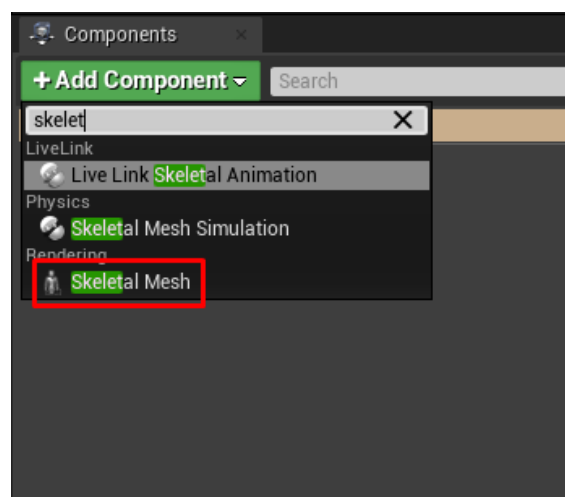 Components
+Add Component
Search
skelet
LiveLink
Live Link Skeletal Animation
Physics
Skeletal Mesh Simulation
Rendering
Skeletal Mesh